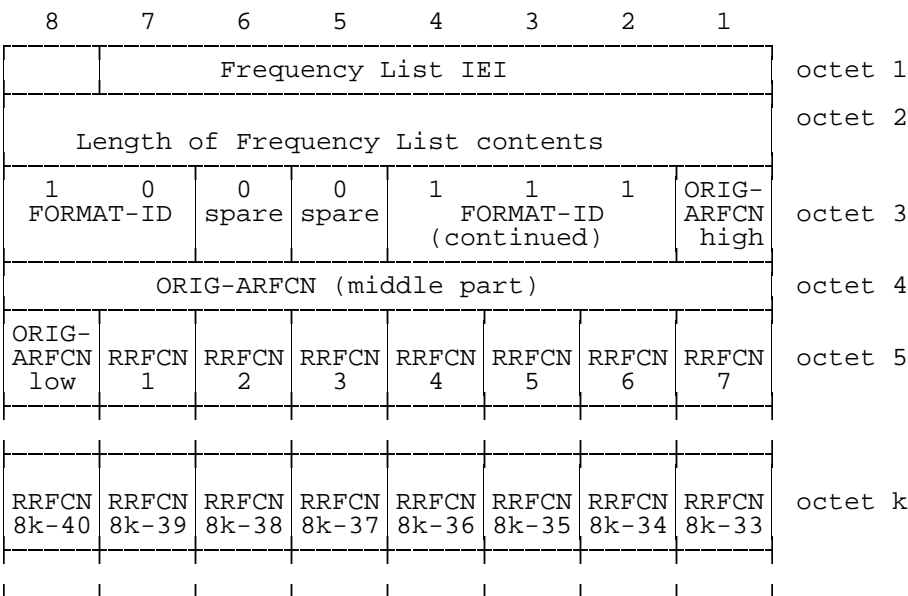 8 7 6 5 4 3 2 1
Frequency List IEI octet 1
octet 2
Length of Frequency List contents
1 0 0 0 1 1 1 ORIG-
FORMAT-ID spare spare FORMAT-ID ARFCN octet 3
(continued) high
ORIG-ARFCN (middle part) octet 4
ORIG-
ARFCN RRFCN RRFCN RRFCN RRFCN RRFCN RRFCN RRFCN octet 5
low 1 2 3 4 5 6 7
RRFCN RRFCN RRFCN RRFCN RRFCN RRFCN RRFCN RRFCN octet k
8k-40 8k-39 8k-38 8k-37 8k-36 8k-35 8k-34 8k-33